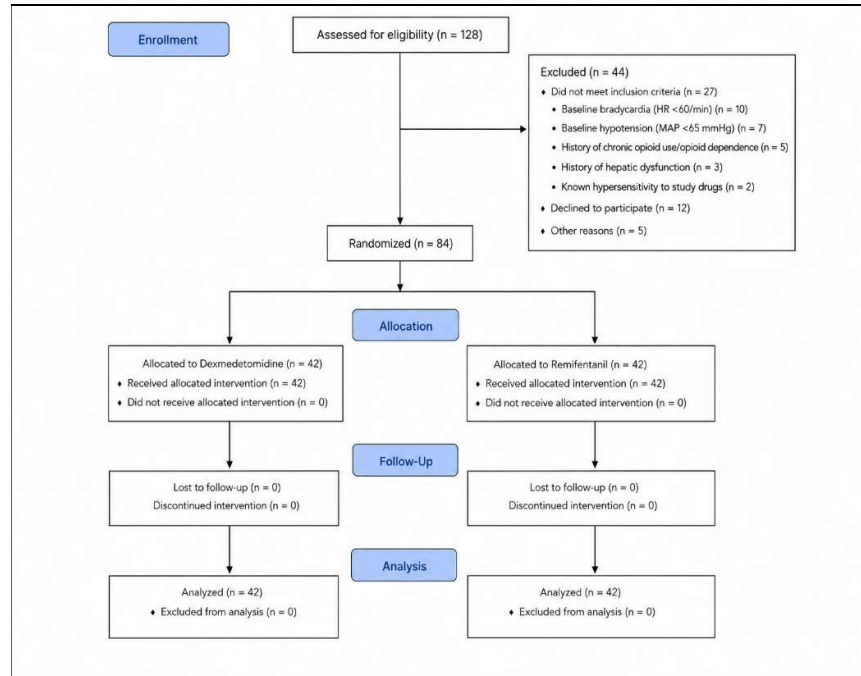 Enrollment
Assessed for eligibility (n = 128)
Excluded (n = 44)
♦ Did not meet inclusion criteria (n = 27)
• Baseline bradycardia (HR <60/min) (n = 10)
• Baseline hypotension (MAP <65 mmHg) (n = 7)
• History of chronic opioid use/opioid dependence (n = 5)
• History of hepatic dysfunction (n = 3)
• Known hypersensitivity to study drugs (n = 2)
♦ Declined to participate (n = 12)
♦ Other reasons (n = 5)
Randomized (n = 84)
Allocation
Allocated to Dexmedetomidine (n = 42)
♦ Received allocated intervention (n = 42)
♦ Did not receive allocated intervention (n = 0)
Allocated to Remifentanil (n = 42)
♦ Received allocated intervention (n = 42)
♦ Did not receive allocated intervention (n = 0)
Follow-Up
Lost to follow-up (n = 0)
Discontinued intervention (n = 0)
Lost to follow-up (n = 0)
Discontinued intervention (n = 0)
Analysis
Analyzed (n = 42)
♦ Excluded from analysis (n = 0)
Analyzed (n = 42)
♦ Excluded from analysis (n = 0)